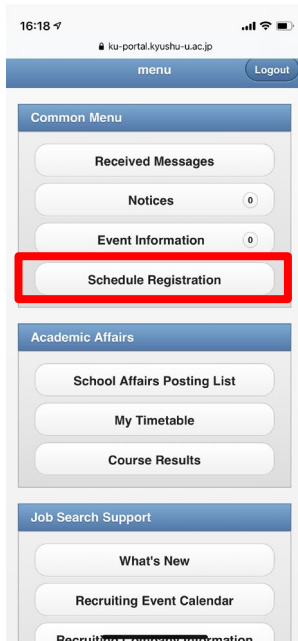 16:18
ku-portal.kyushu-u.ac.jp
menu
Logout
Common Menu
Received Messages
Notices 0
Event Information 0
Schedule Registration
Academic Affairs
School Affairs Posting List
My Timetable
Course Results
Job Search Support
What's New
Recruiting Event Calendar